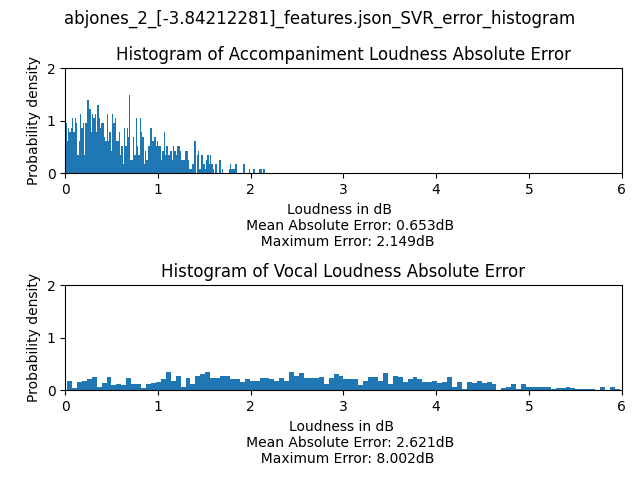 abjones_2_[-3.84212281]_features.json_SVR_error_histogram
Histogram of Accompaniment Loudness Absolute Error
Probability density
2
1
0
0 1 2 3 4 5 6
Loudness in dB
Mean Absolute Error: 0.653dB
Maximum Error: 2.149dB
Histogram of Vocal Loudness Absolute Error
Probability density
2
1
0
0 1 2 3 4 5 6
Loudness in dB
Mean Absolute Error: 2.621dB
Maximum Error: 8.002dB